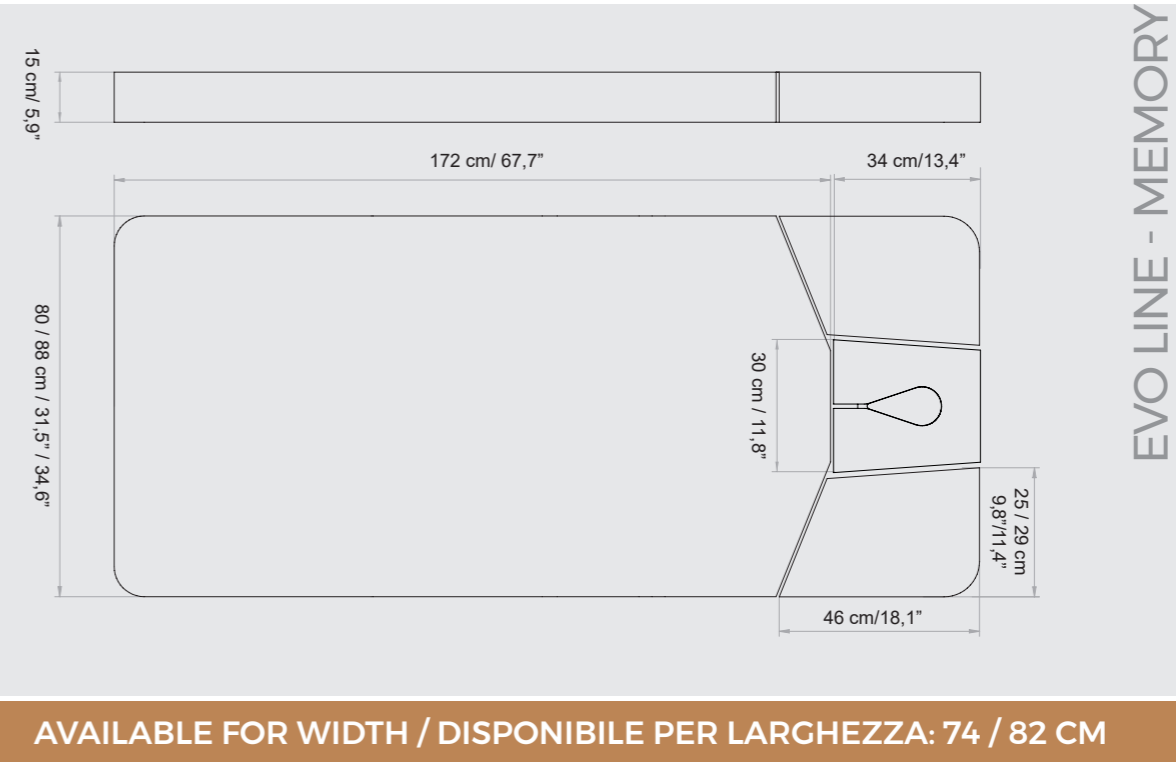 EVO LINE - MEMORY
15 cm/ 5,9”
172 cm/ 67,7”
34 cm/13,4”
80 / 88 cm / 31,5” / 34,6”
30 cm / 11,8”
25 / 29 cm
9,8”/11,4”
46 cm/18,1”
AVAILABLE FOR WIDTH / DISPONIBILE PER LARGHEZZA: 74 / 82 CM